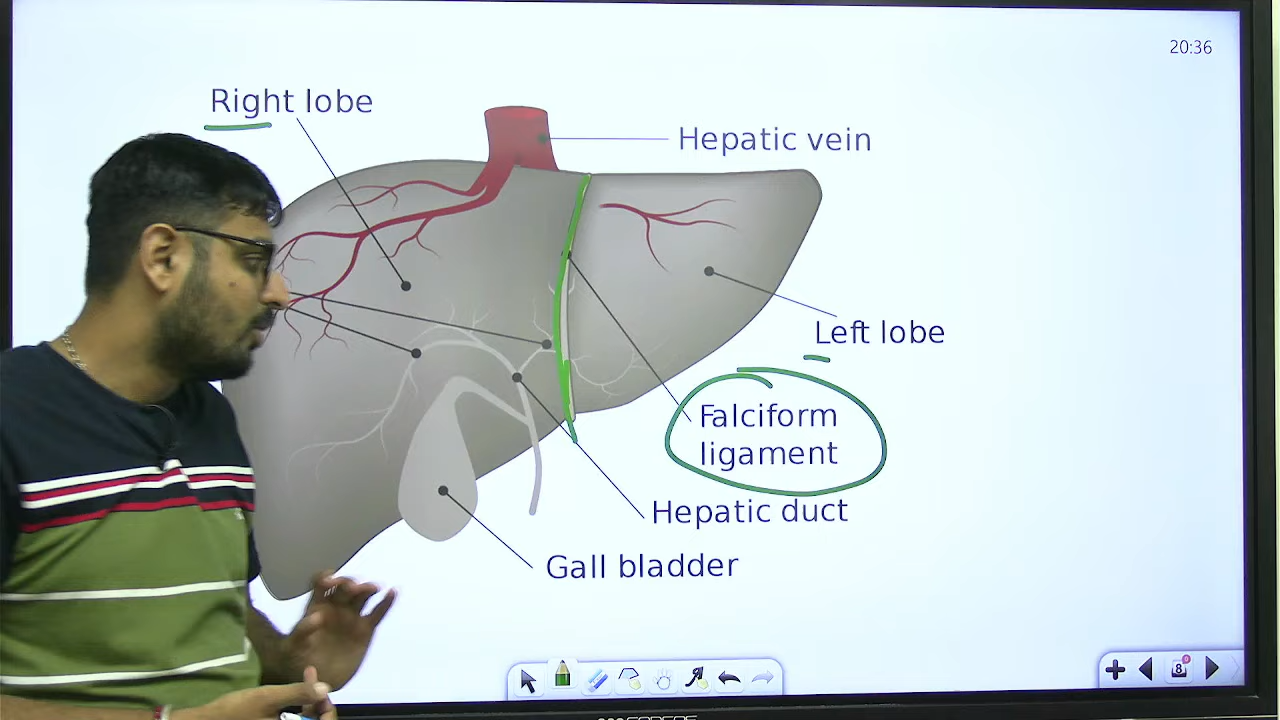 20:36
Right lobe
Hepatic vein
Left lobe
Falciform
ligament
Hepatic duct
Gall bladder
8